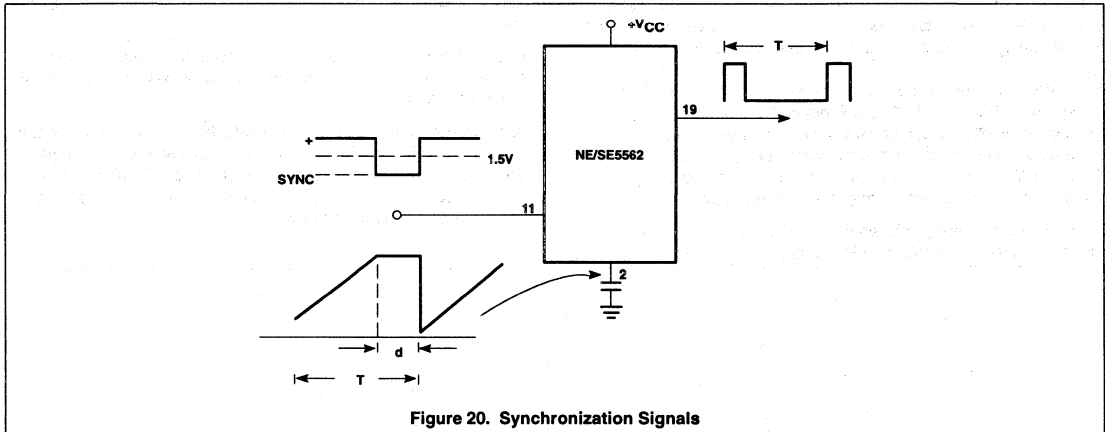 +VCC
T
19
+
1.5V
SYNC
NE/SE5562
11
2
d
T
Figure 20. Synchronization Signals